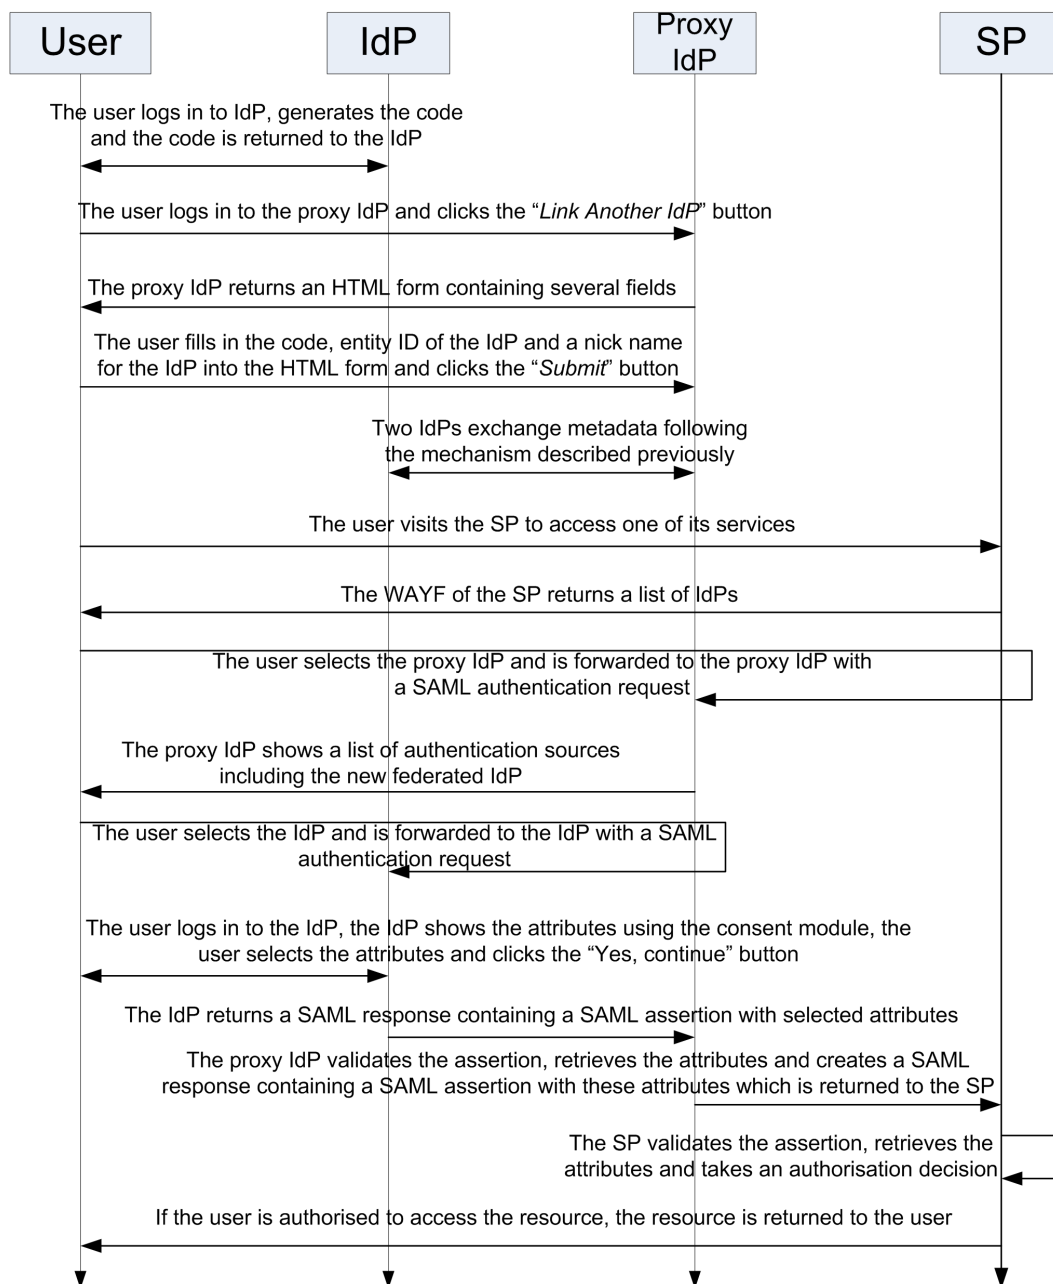 User
IdP
Proxy
IdP
SP
The user logs in to IdP, generates the code
and the code is returned to the IdP
The user logs in to the proxy IdP and clicks the “Link Another IdP” button
The proxy IdP returns an HTML form containing several fields
The user fills in the code, entity ID of the IdP and a nick name
for the IdP into the HTML form and clicks the “Submit” button
Two IdPs exchange metadata following
the mechanism described previously
The user visits the SP to access one of its services
The WAYF of the SP returns a list of IdPs
The user selects the proxy IdP and is forwarded to the proxy IdP with
a SAML authentication request
The proxy IdP shows a list of authentication sources
including the new federated IdP
The user selects the IdP and is forwarded to the IdP with a SAML
authentication request
The user logs in to the IdP, the IdP shows the attributes using the consent module, the
user selects the attributes and clicks the “Yes, continue” button
The IdP returns a SAML response containing a SAML assertion with selected attributes
The proxy IdP validates the assertion, retrieves the attributes and creates a SAML
response containing a SAML assertion with these attributes which is returned to the SP
The SP validates the assertion, retrieves the
attributes and takes an authorisation decision
If the user is authorised to access the resource, the resource is returned to the user